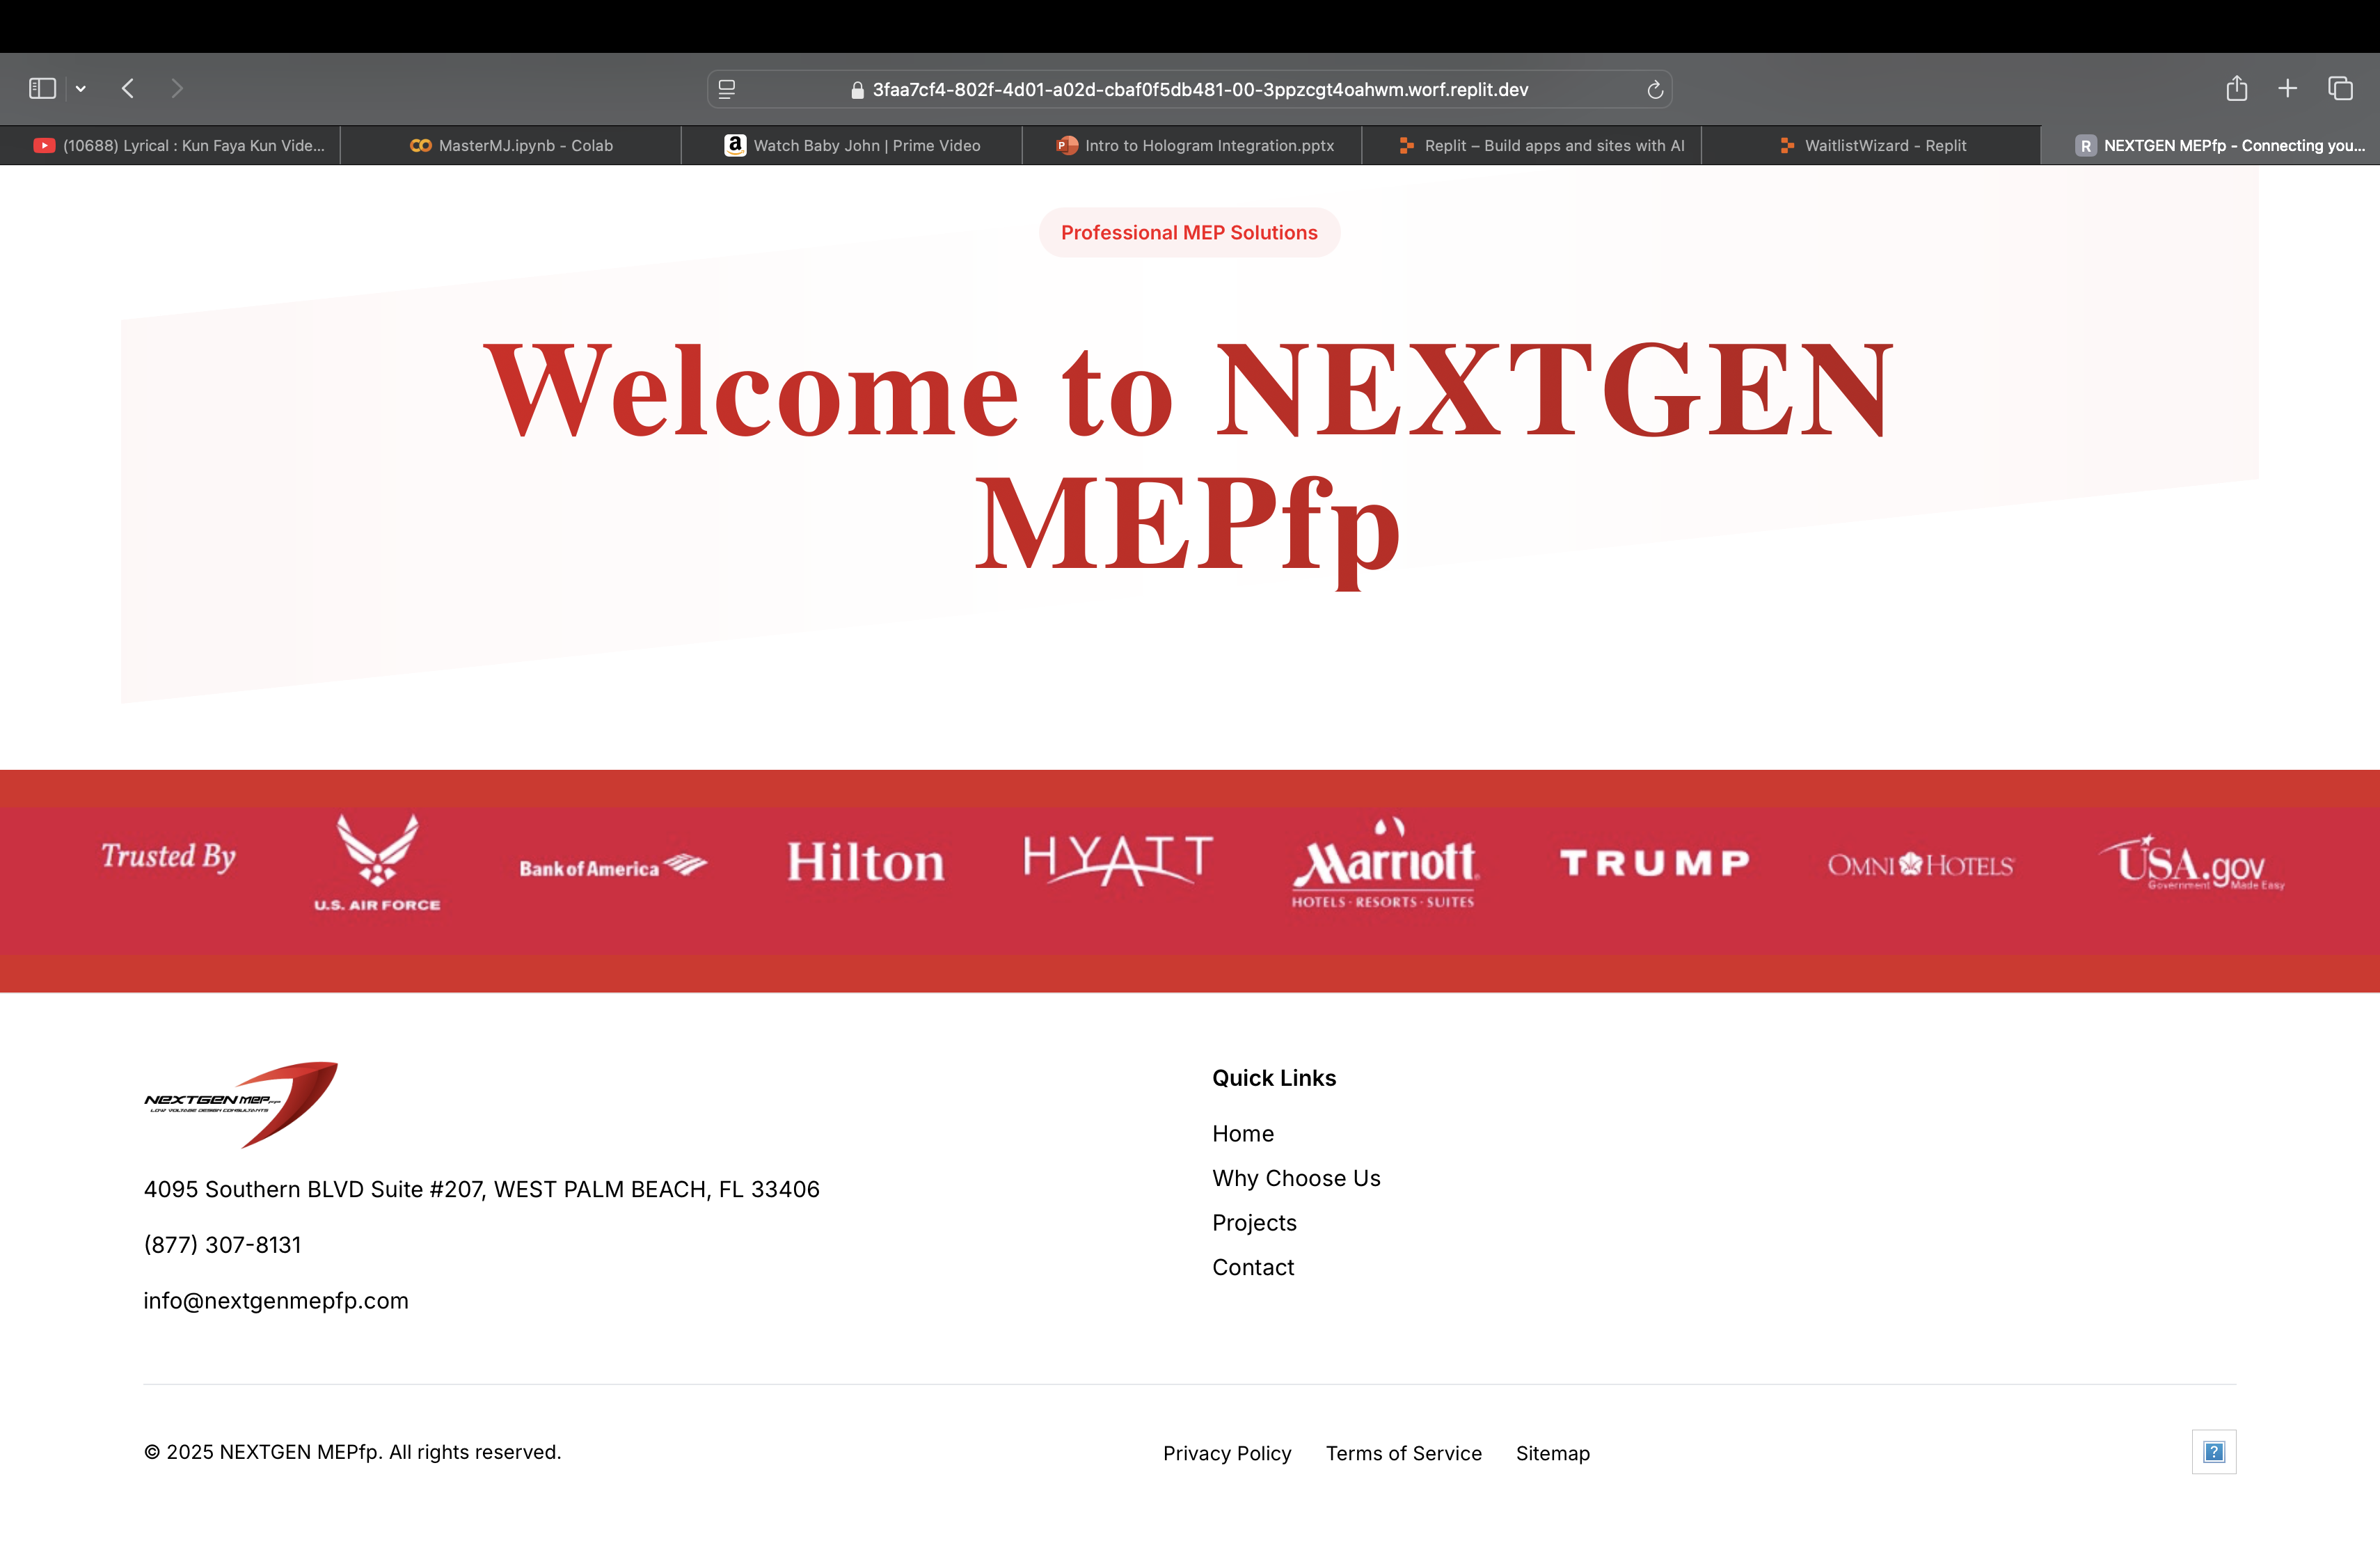 3faa7cf4-802f-4d01-a02d-cbaf0f5db481-00-3ppzcgt4oahwm.worf.replit.dev
(10688) Lyrical : Kun Faya Kun Vide...
MasterMJ.ipynb - Colab
Watch Baby John | Prime Video
Intro to Hologram Integration.pptx
Replit – Build apps and sites with AI
WaitlistWizard - Replit
NEXTGEN MEPfp - Connecting you...
Professional MEP Solutions
Welcome to NEXTGEN
MEPfp
Trusted By
U.S. AIR FORCE
Bank of America
Hilton
HYATT
Marriott
HOTELS · RESORTS · SUITES
TRUMP
OMNI HOTELS
USA.gov
Government Made Easy
NEXTGEN MEP
LOW VOLTAGE DESIGN CONSULTANTS
4095 Southern BLVD Suite #207, WEST PALM BEACH, FL 33406
(877) 307-8131
info@nextgenmepfp.com
Quick Links
Home
Why Choose Us
Projects
Contact
© 2025 NEXTGEN MEPfp. All rights reserved.
Privacy Policy
Terms of Service
Sitemap